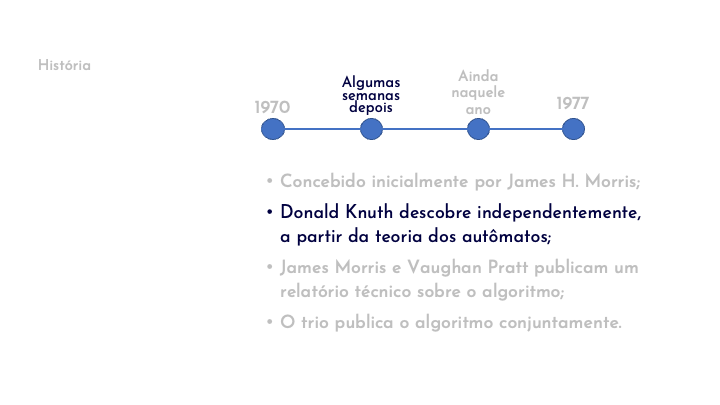 História
1970
Algumas
semanas
depois
Ainda
naquele
ano
1977
• Concebido inicialmente por James H. Morris;
• Donald Knuth descobre independentemente,
a partir da teoria dos autômatos;
• James Morris e Vaughan Pratt publicam um
relatório técnico sobre o algoritmo;
• O trio publica o algoritmo conjuntamente.